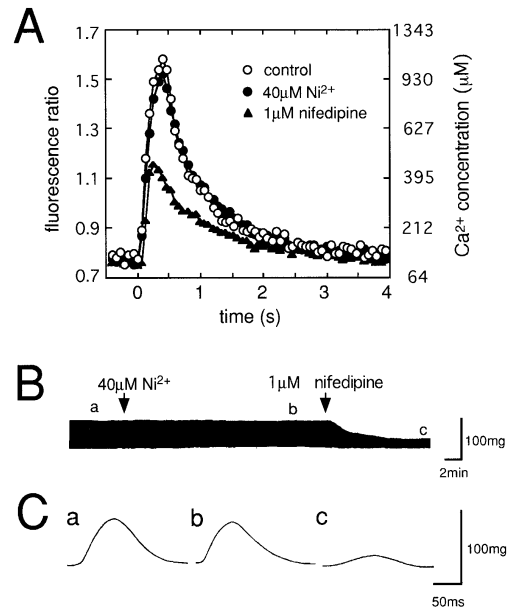 A
1.7
1343
1.5
930
1.3
627
1.1
395
0.9
212
0.7
64
fluorescence ratio
Ca²⁺ concentration (μM)
control
40μM Ni²⁺
1μM nifedipine
0 1 2 3 4
time (s)
B
40μM Ni²⁺
1μM nifedipine
a
b
c
100mg
2min
C
a
b
c
100mg
50ms